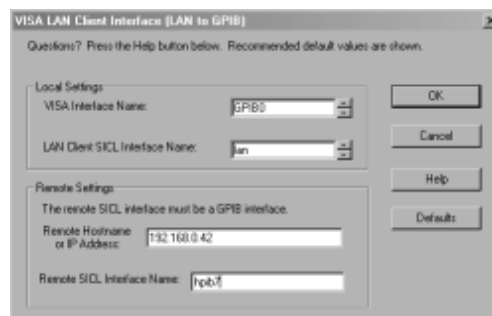 VISA LAN Client Interface (LAN to GPIB)
Questions? Press the Help button below. Recommended default values are shown.
Local Settings
VISA Interface Name: GPIB0
LAN Client SICL Interface Name: lan
Remote Settings
The remote SICL interface must be a GPIB interface.
Remote Hostname
or IP Address: 192.168.0.42
Remote SICL Interface Name: hpib7
OK
Cancel
Help
Defaults